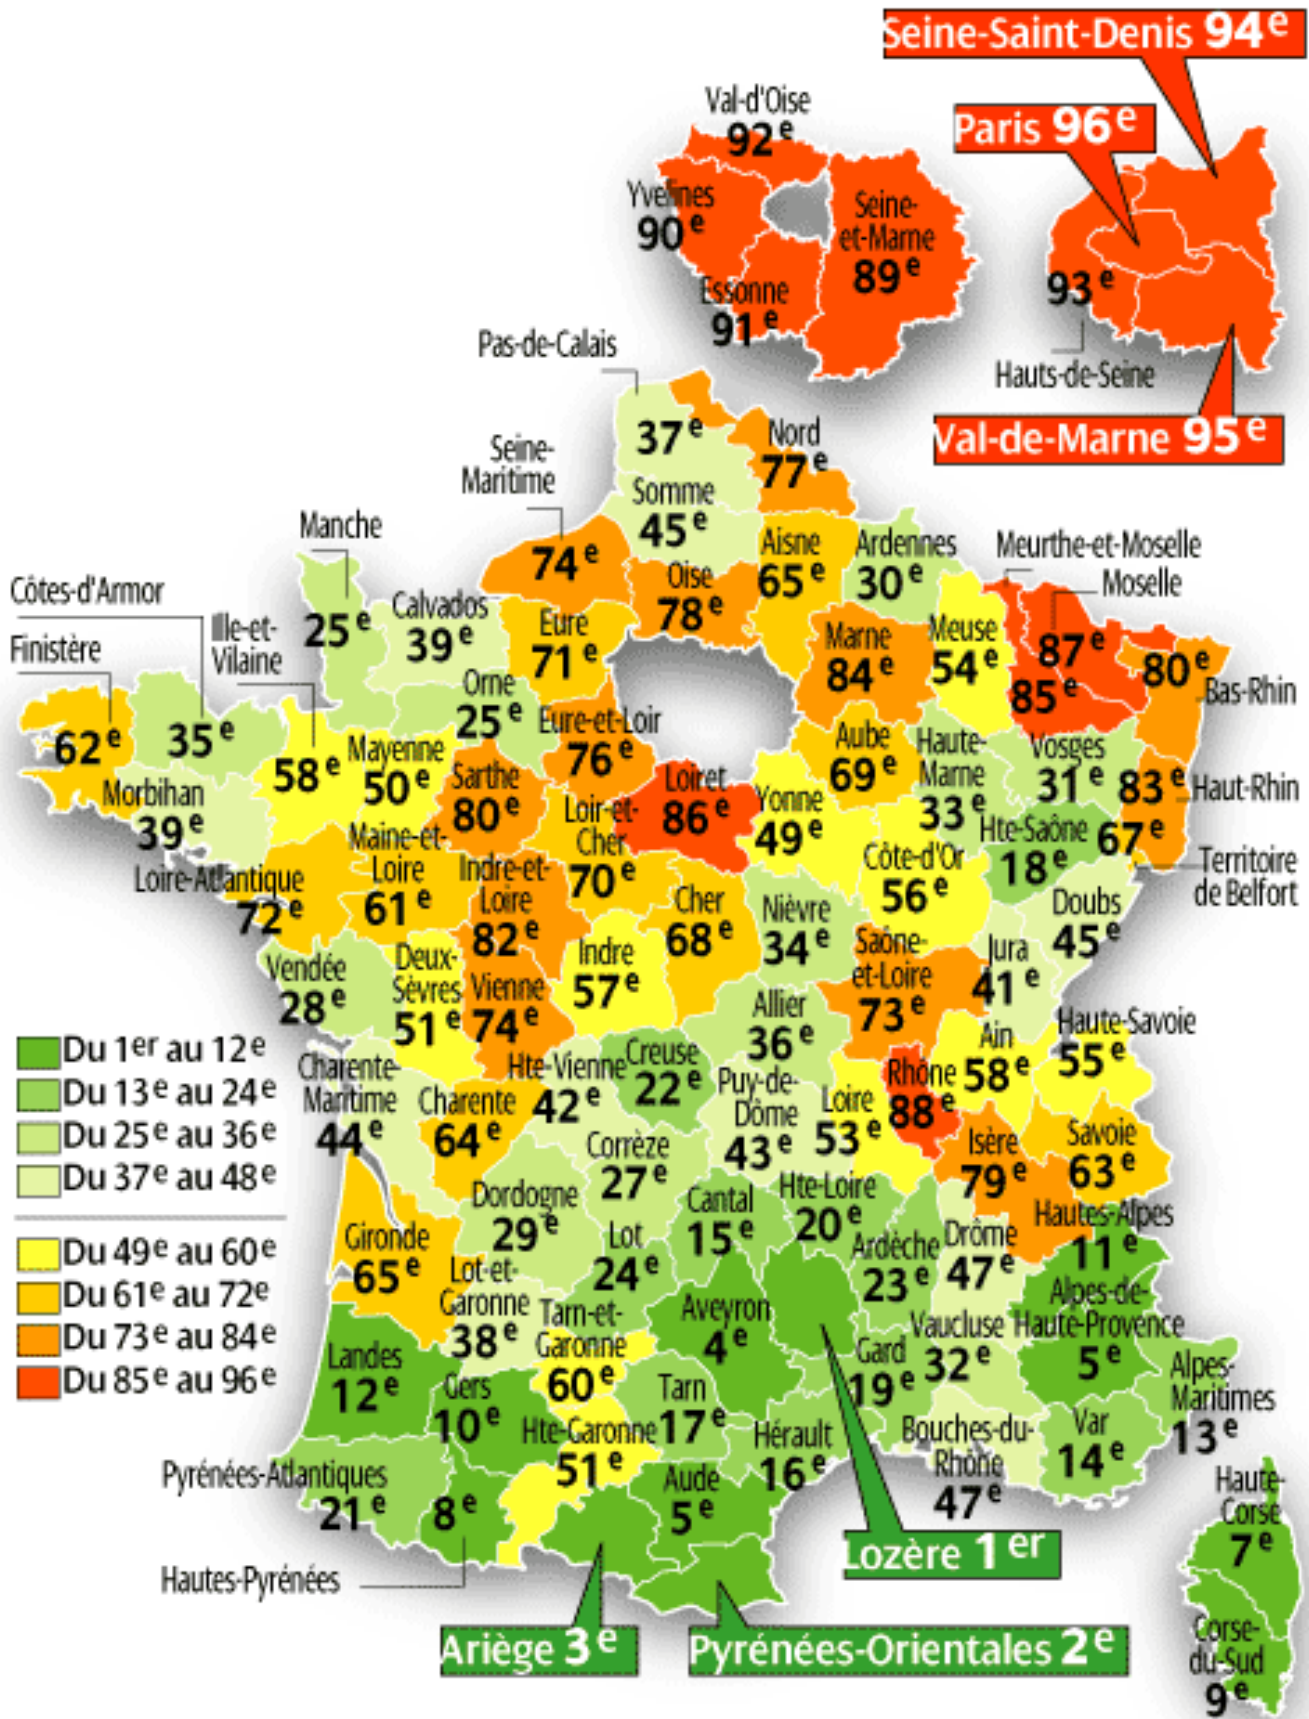 Seine-Saint-Denis 94e
Val-d'Oise
92e
Paris 96e
Yvelines
90e
Seine-
et-Marne
89e
Essonne
91e
93e
Hauts-de-Seine
Val-de-Marne 95e
Pas-de-Calais
37e
Nord
77e
Seine-
Maritime
74e
Somme
45e
Manche
25e
Aisne
65e
Ardennes
30e
Meurthe-et-Moselle
Moselle
87e
85e
Oise
78e
Côtes-d'Armor
35e
Finistère
62e
Ille-et-
Vilaine
58e
Calvados
39e
Eure
71e
Marne
84e
Meuse
54e
80e
Bas-Rhin
Orne
25e
Eure-et-Loir
76e
Mayenne
50e
Sarthe
80e
Loiret
86e
Aube
69e
Haute-
Marne
33e
Vosges
31e
83e
Haut-Rhin
Morbihan
39e
Yonne
49e
Loir-et-
Cher
70e
Maine-et-
Loire
61e
Hte-Saône
18e
67e
Territoire
de Belfort
Loire-Atlantique
72e
Indre-et-
Loire
82e
Côte-d'Or
56e
Cher
68e
Nièvre
34e
Doubs
45e
Vendée
28e
Deux-
Sèvres
51e
Vienne
74e
Indre
57e
Saône-
et-Loire
73e
Jura
41e
Allier
36e
Ain
58e
Haute-Savoie
55e
Du 1er au 12e
Du 13e au 24e
Du 25e au 36e
Du 37e au 48e
Du 49e au 60e
Du 61e au 72e
Du 73e au 84e
Du 85e au 96e
Charente-
Maritime
44e
Charente
64e
Hte-Vienne
42e
Creuse
22e
Puy-de-
Dôme
43e
Loire
53e
Rhône
88e
Isère
79e
Savoie
63e
Corrèze
27e
Dordogne
29e
Cantal
15e
Hte-Loire
20e
Gironde
65e
Lot
24e
Ardèche
23e
Drôme
47e
Hautes-Alpes
11e
Lot-et-
Garonne
38e
Tarn-et-
Garonne
60e
Aveyron
4e
Alpes-de-
Haute-Provence
5e
Landes
12e
Gers
10e
Tarn
17e
Gard
19e
Vaucluse
32e
Alpes-
Maritimes
13e
Hte-Garonne
51e
Hérault
16e
Bouches-du-
Rhône
47e
Var
14e
Pyrénées-Atlantiques
21e
8e
Hautes-Pyrénées
Aude
5e
Haute-
Corse
7e
Lozère 1er
Ariège 3e
Pyrénées-Orientales 2e
Corse-
du-Sud
9e